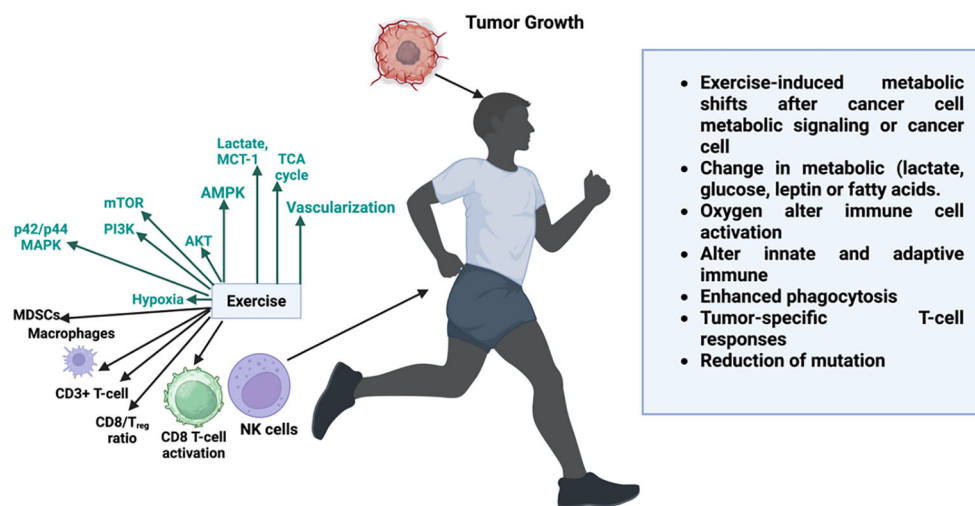 Tumor Growth
Lactate,
MCT-1
TCA
cycle
AMPK
Vascularization
mTOR
p42/p44
MAPK
PI3K
AKT
Hypoxia
Exercise
MDSCs
Macrophages
CD3+ T-cell
CD8/Treg
ratio
CD8 T-cell
activation
NK cells
• Exercise-induced metabolic
shifts after cancer cell
metabolic signaling or cancer
cell
• Change in metabolic (lactate,
glucose, leptin or fatty acids.
• Oxygen alter immune cell
activation
• Alter innate and adaptive
immune
• Enhanced phagocytosis
• Tumor-specific T-cell
responses
• Reduction of mutation